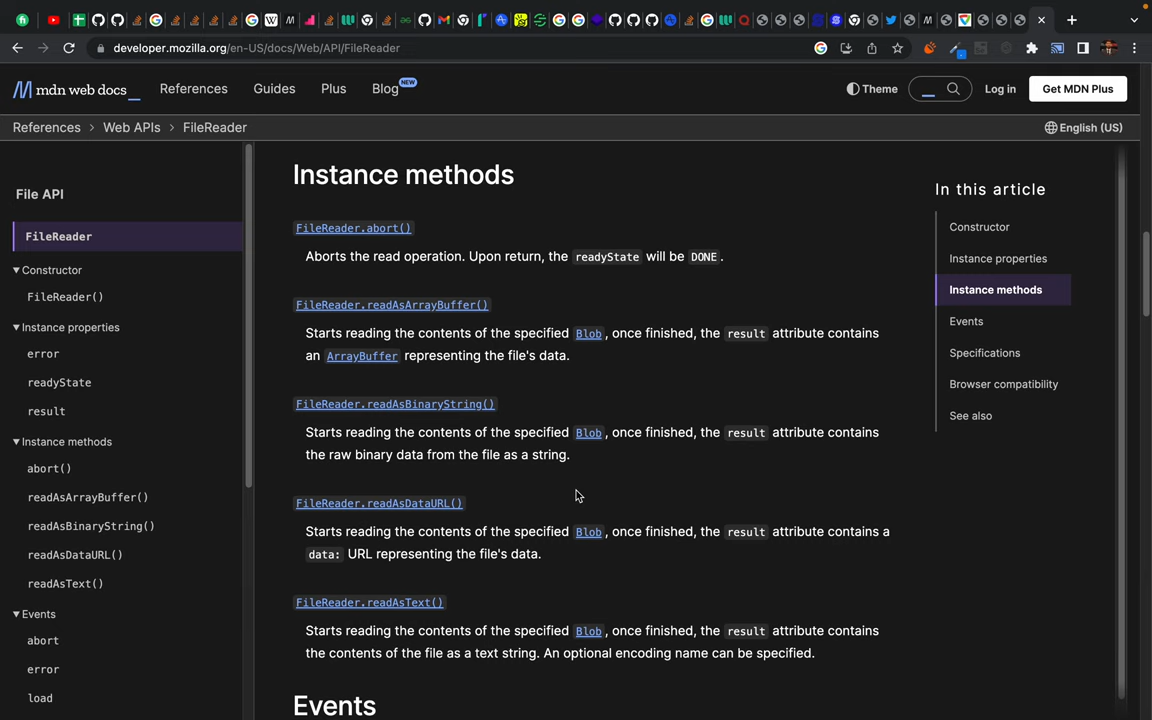 developer.mozilla.org/en-US/docs/Web/API/FileReader
mdn web docs_
References
Guides
Plus
Blog NEW
Theme
Log in
Get MDN Plus
References > Web APIs > FileReader
English (US)
File API
FileReader
Constructor
FileReader()
Instance properties
error
readyState
result
Instance methods
abort()
readAsArrayBuffer()
readAsBinaryString()
readAsDataURL()
readAsText()
Events
abort
error
load
Instance methods
FileReader.abort()
Aborts the read operation. Upon return, the readyState will be DONE.
FileReader.readAsArrayBuffer()
Starts reading the contents of the specified Blob, once finished, the result attribute contains
an ArrayBuffer representing the file's data.
FileReader.readAsBinaryString()
Starts reading the contents of the specified Blob, once finished, the result attribute contains
the raw binary data from the file as a string.
FileReader.readAsDataURL()
Starts reading the contents of the specified Blob, once finished, the result attribute contains a
data: URL representing the file's data.
FileReader.readAsText()
Starts reading the contents of the specified Blob, once finished, the result attribute contains
the contents of the file as a text string. An optional encoding name can be specified.
Events
In this article
Constructor
Instance properties
Instance methods
Events
Specifications
Browser compatibility
See also